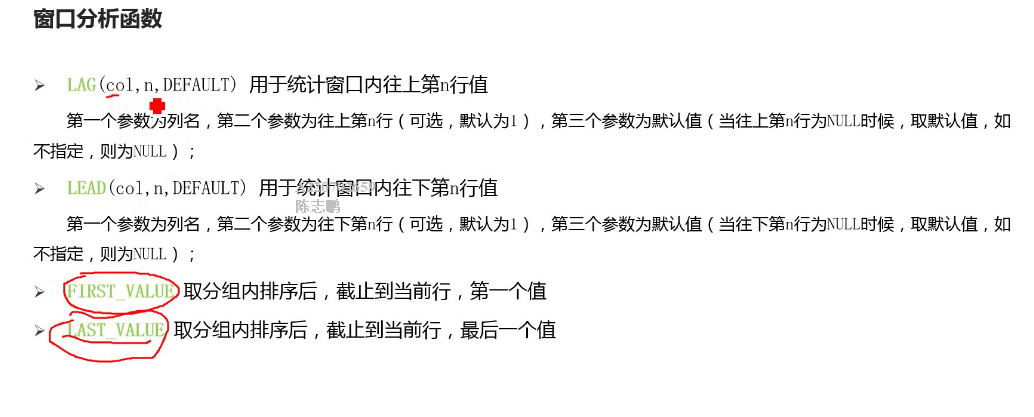 窗口分析函数
➢ LAG(col,n,DEFAULT) 用于统计窗口内往上第n行值
第一个参数为列名，第二个参数为往上第n行（可选，默认为1），第三个参数为默认值（当往上第n行为NULL时候，取默认值，如
不指定，则为NULL）；
➢ LEAD(col,n,DEFAULT) 用于统计窗口内往下第n行值
陈志鹏
第一个参数为列名，第二个参数为往下第n行（可选，默认为1），第三个参数为默认值（当往下第n行为NULL时候，取默认值，如
不指定，则为NULL）；
➢ FIRST_VALUE 取分组内排序后，截止到当前行，第一个值
➢ LAST_VALUE 取分组内排序后，截止到当前行，最后一个值